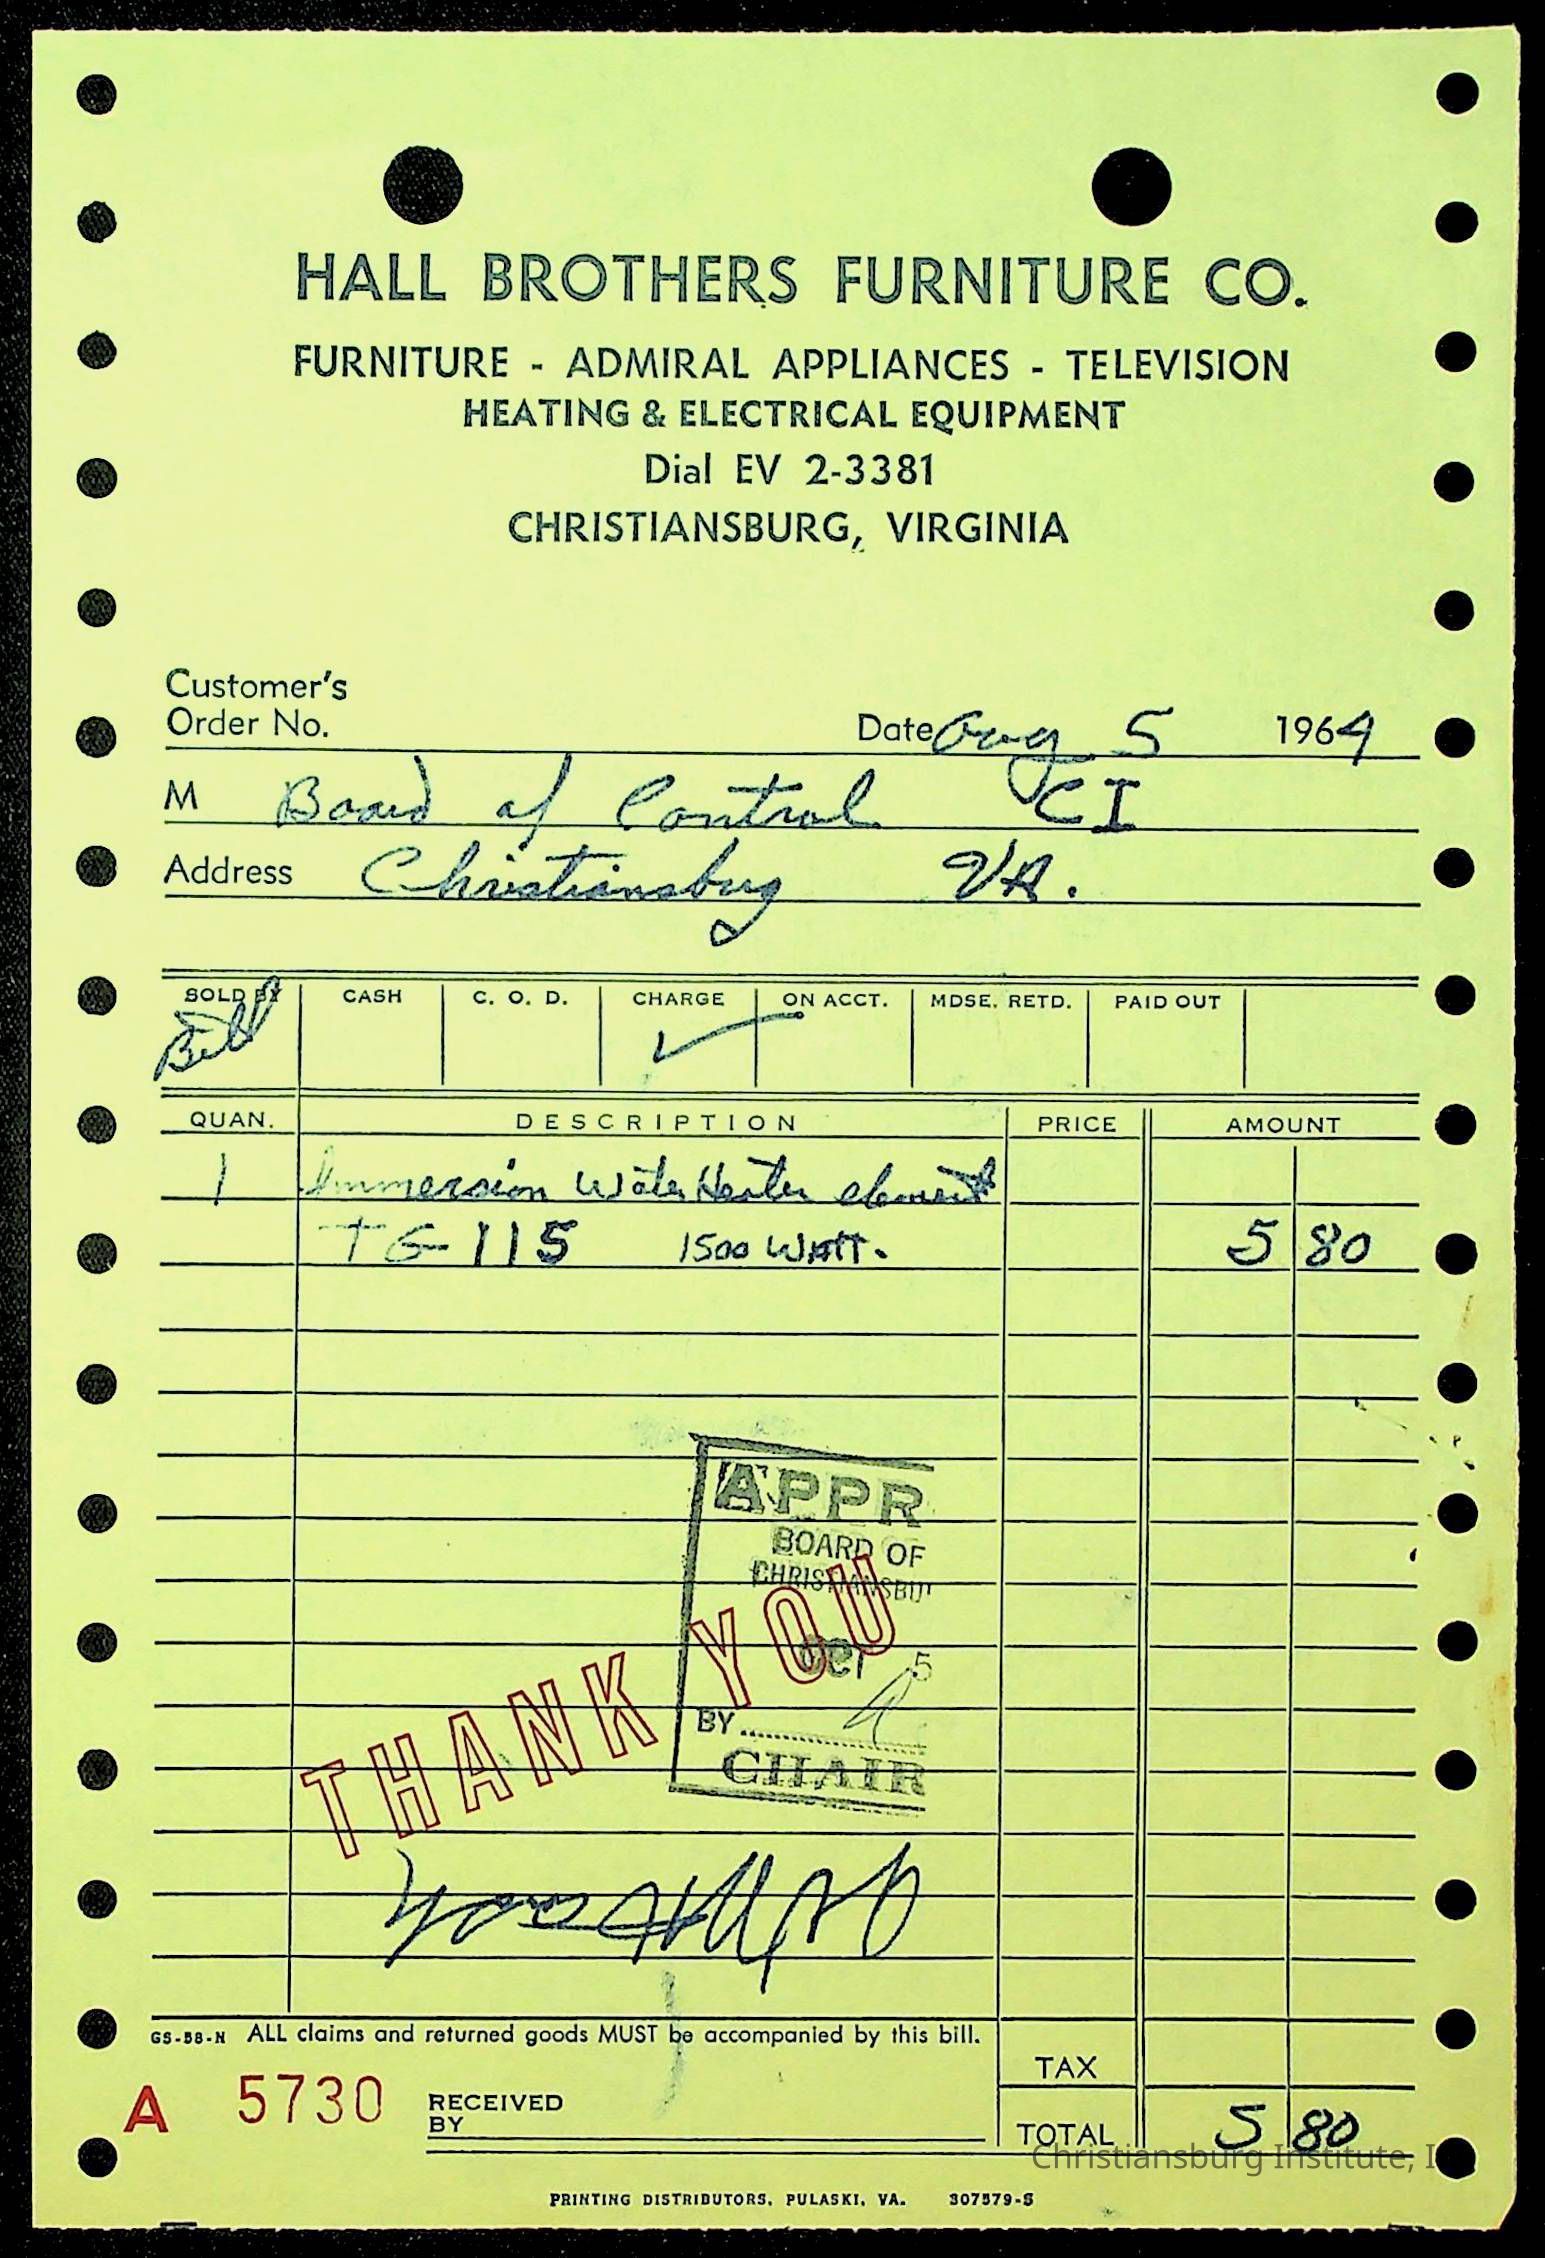 HALL BROTHERS FURNITURE CO.
FURNITURE - ADMIRAL APPLIANCES - TELEVISION
HEATING & ELECTRICAL EQUIPMENT
Dial EV 2-3381
CHRISTIANSBURG, VIRGINIA
Customer's
Order No.
Date Aug 5 1964
M Board of Control CI
Address Christiansburg VA.
SOLD BY CASH C. O. D. CHARGE ON ACCT. MDSE. RETD. PAID OUT
Bill ✓
QUAN. DESCRIPTION PRICE AMOUNT
1 Immersion Water Heater element
TG-115 1500 WATT. 5 80
APPR
BOARD OF
CHRISTIANSBU
OCT 5
BY
CHAIR
THANK YOU
GS-58-N ALL claims and returned goods MUST be accompanied by this bill.
TAX
A 5730 RECEIVED
BY
TOTAL 5 80
Christiansburg Institute, I
PRINTING DISTRIBUTORS, PULASKI, VA. 307579-S